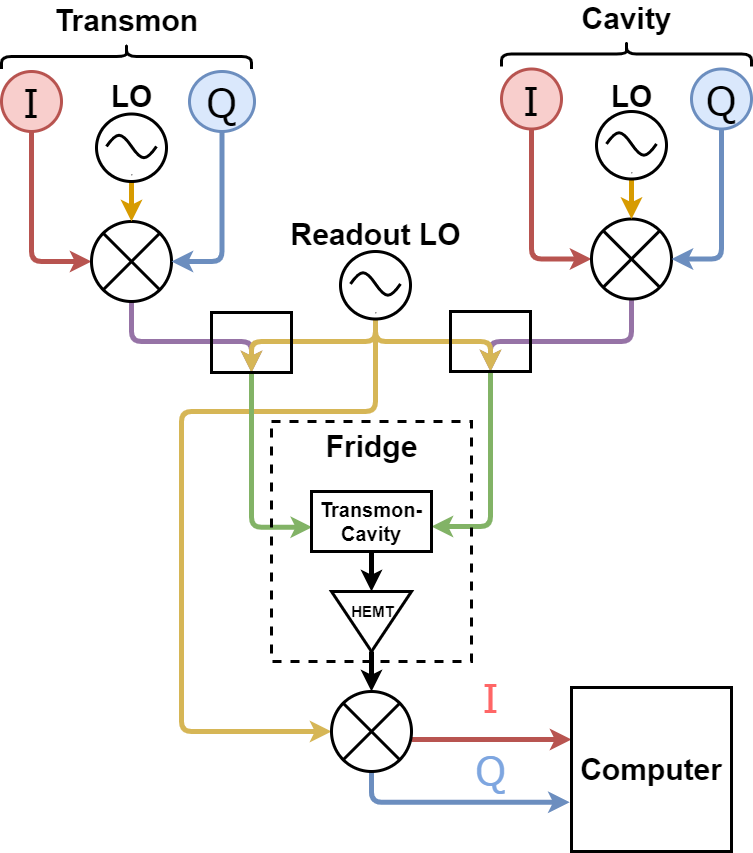 Transmon
Cavity
I
LO
Q
I
LO
Q
Readout LO
Fridge
Transmon-
Cavity
HEMT
I
Q
Computer